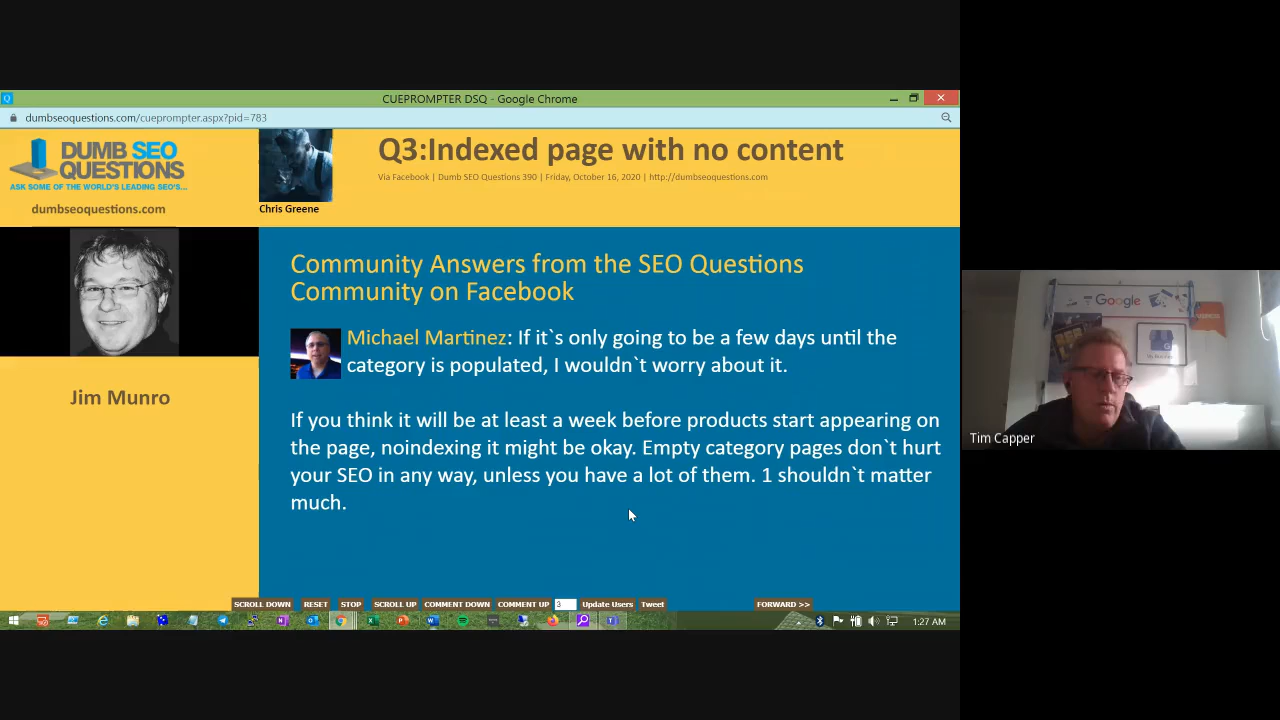 CUEPROMPTER DSQ - Google Chrome
dumbseoquestions.com/cueprompter.aspx?pid=783
DUMB SEO
QUESTIONS
ASK SOME OF THE WORLD'S LEADING SEO'S...
dumbseoquestions.com
Chris Greene
Q3:Indexed page with no content
Via Facebook | Dumb SEO Questions 390 | Friday, October 16, 2020 | http://dumbseoquestions.com
Jim Munro
Community Answers from the SEO Questions
Community on Facebook
Michael Martinez: If it`s only going to be a few days until the
category is populated, I wouldn`t worry about it.
If you think it will be at least a week before products start appearing on
the page, noindexing it might be okay. Empty category pages don`t hurt
your SEO in any way, unless you have a lot of them. 1 shouldn`t matter
much.
Google
Tim Capper
SCROLL DOWN RESET STOP SCROLL UP COMMENT DOWN COMMENT UP 3 Update Users Tweet FORWARD >>
1:27 AM